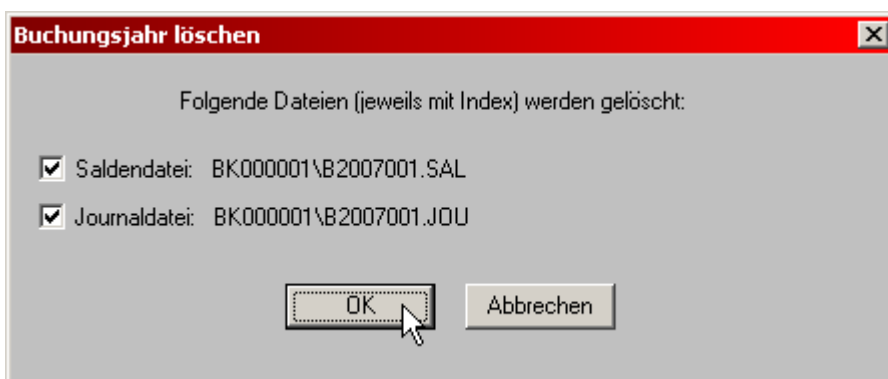 Buchungsjahr löschen
Folgende Dateien (jeweils mit Index) werden gelöscht:
Saldendatei: BK000001\B2007001.SAL
Journaldatei: BK000001\B2007001.JOU
OK Abbrechen